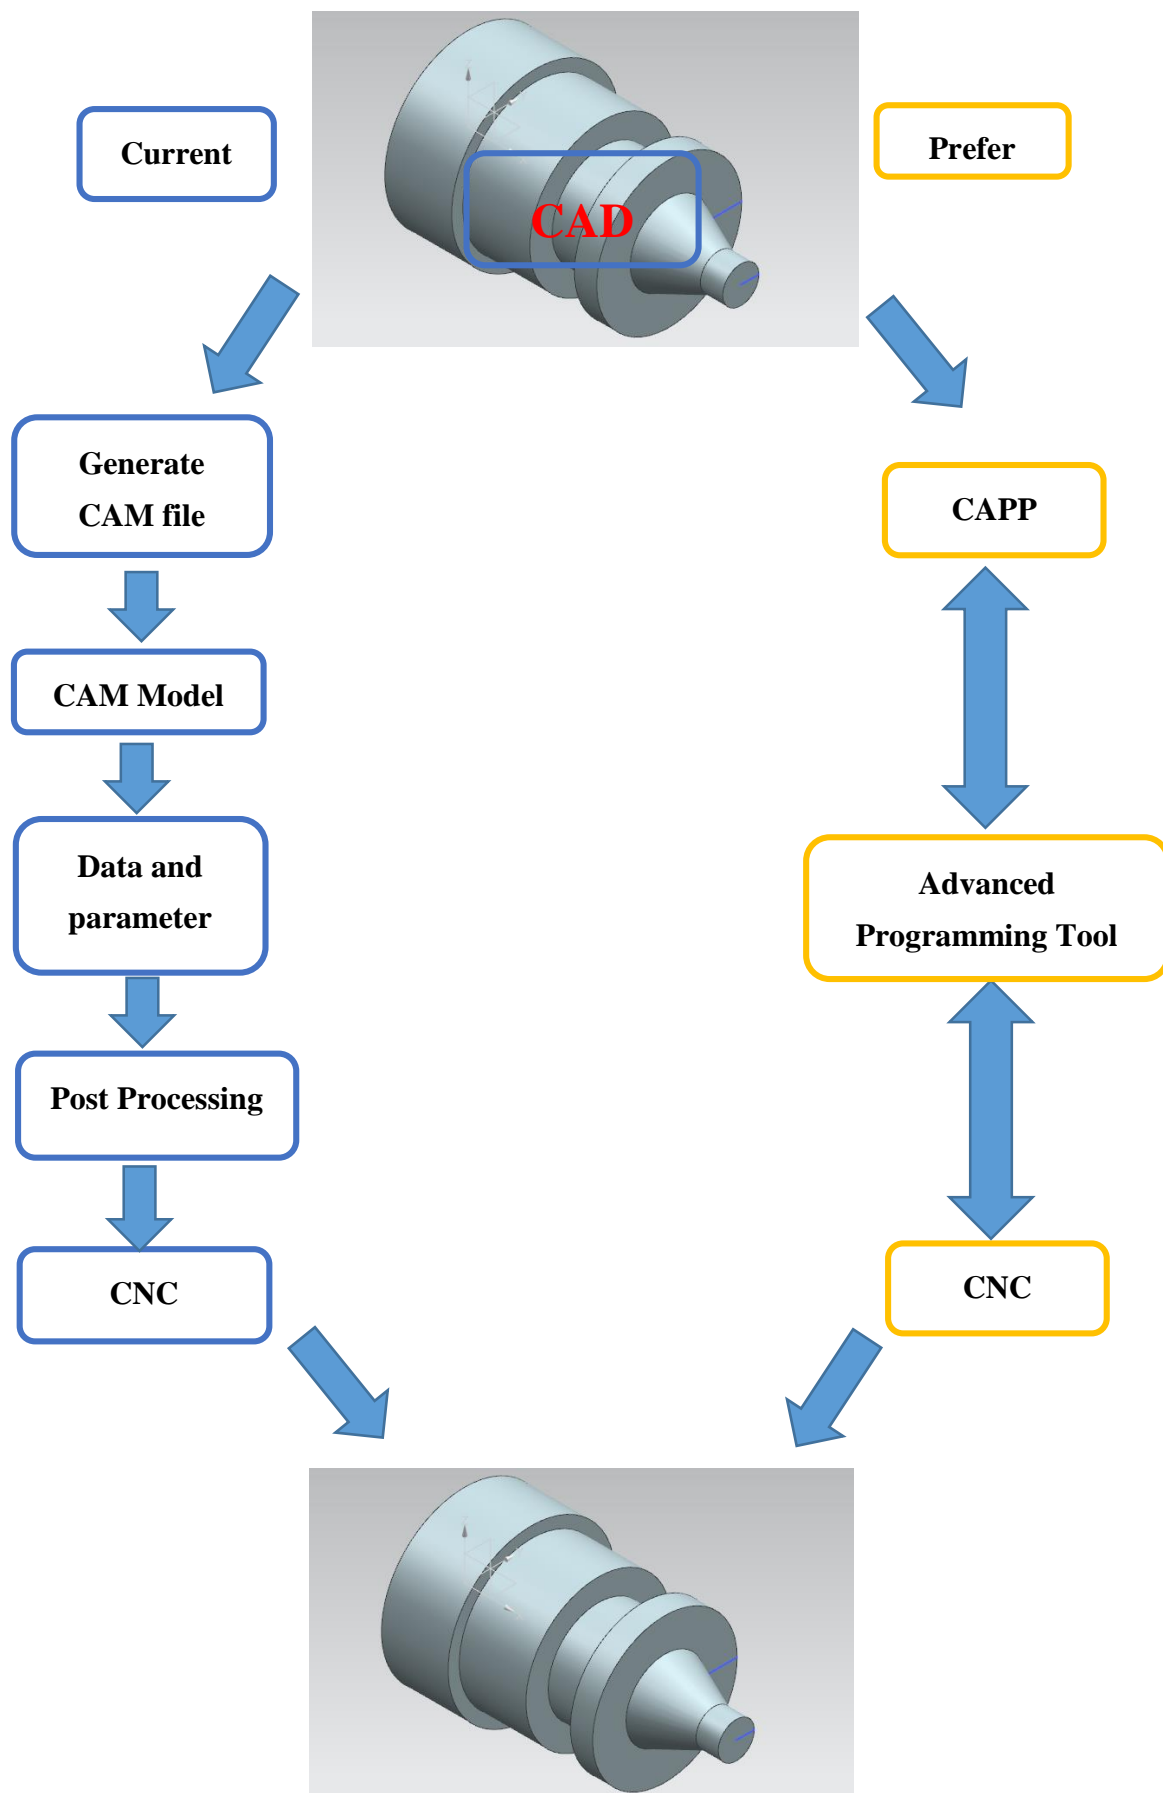 Current
CAD
Prefer
Generate
CAM file
CAM Model
Data and
parameter
Post Processing
CNC
CAPP
Advanced
Programming Tool
CNC